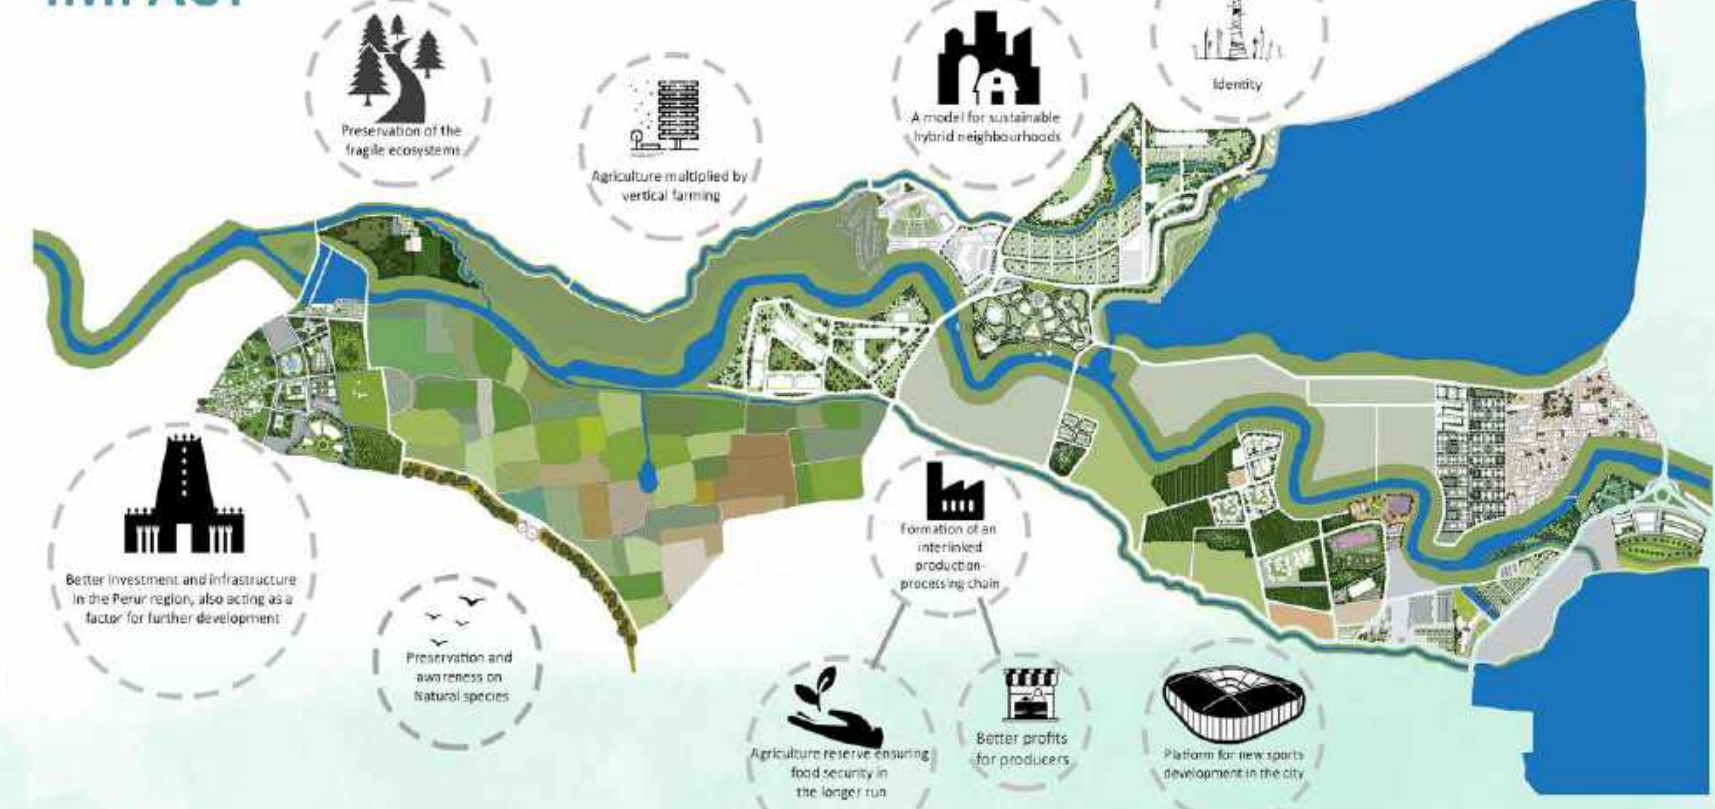 IMPACT
Preservation of the
fragile ecosystems
Agriculture multiplied by
vertical farming
A model for sustainable
hybrid neighbourhoods
Identity
Better investment and infrastructure
in the Perur region, also acting as a
factor for further development
Preservation and
awareness on
Natural species
Formation of an
interlinked
production-
processing chain
Agriculture reserve ensuring
food security in
the longer run
Better profits
for producers
Platform for new sports
development in the city